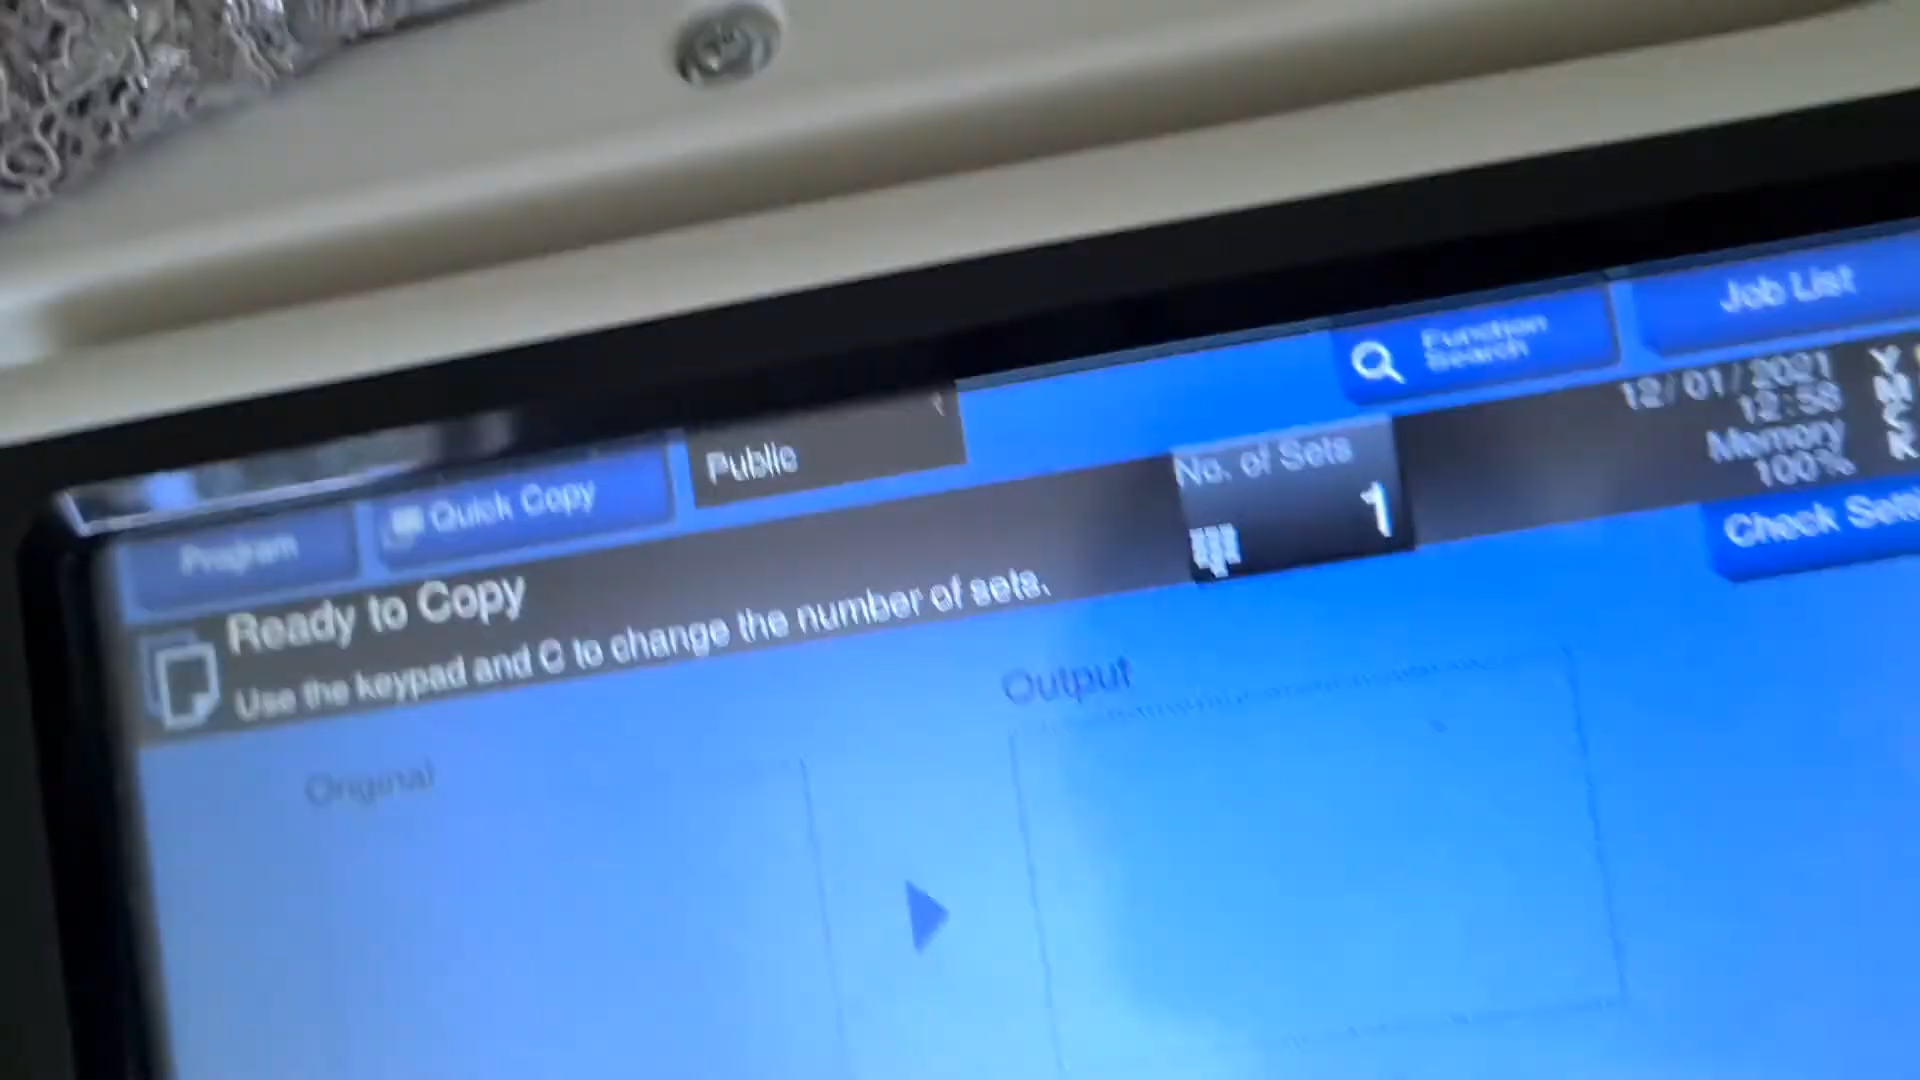 Function
Search
Job List
Public
12/01/2021
12:58
Memory
100%
Y
M
C
K
Program
Quick Copy
No. of Sets
1
Ready to Copy
Use the keypad and C to change the number of sets.
Check
Original
Output